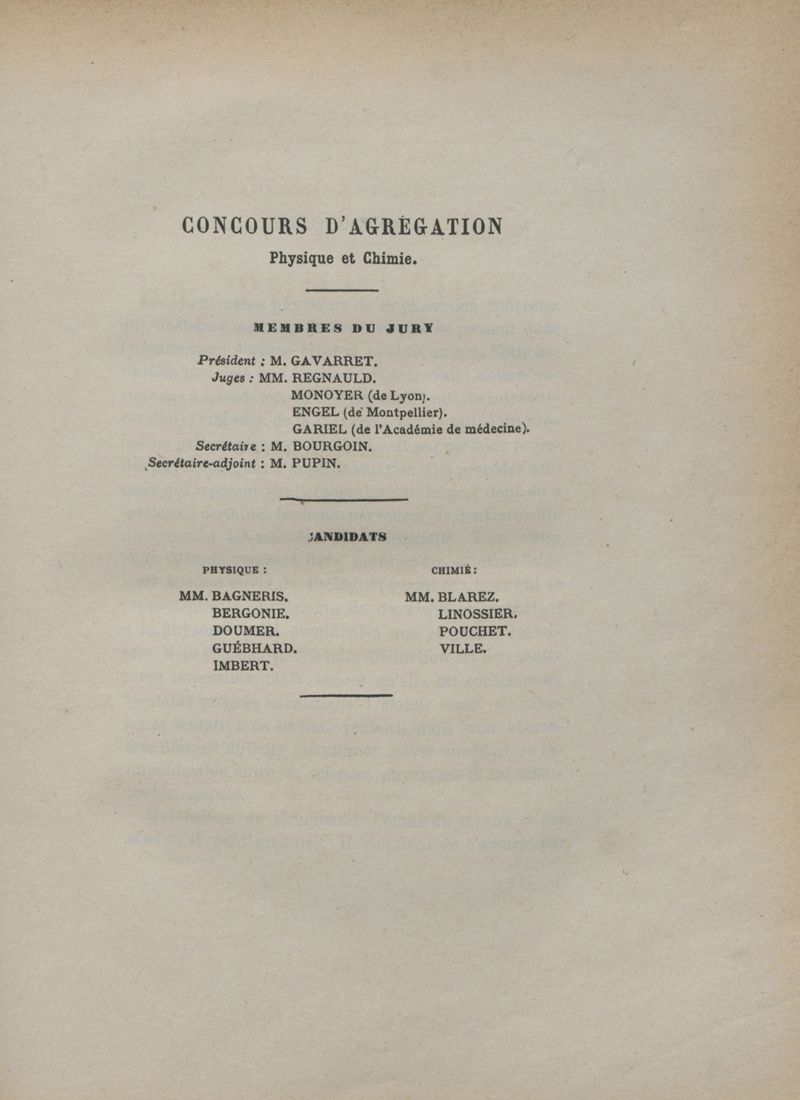 CONCOURS D'AGRÉGATION
Physique et Chimie.
MEMBRES DU JURY
Président : M. GAVARRET.
Juges : MM. REGNAULD.
MONOYER (de Lyon).
ENGEL (de Montpellier).
GARIEL (de l'Académie de médecine).
Secrétaire : M. BOURGOIN.
Secrétaire-adjoint : M. PUPIN.
CANDIDATS
PHYSIQUE :
MM. BAGNERIS.
BERGONIE.
DOUMER.
GUÉBHARD.
IMBERT.
CHIMIE :
MM. BLAREZ.
LINOSSIER.
POUCHET.
VILLE.